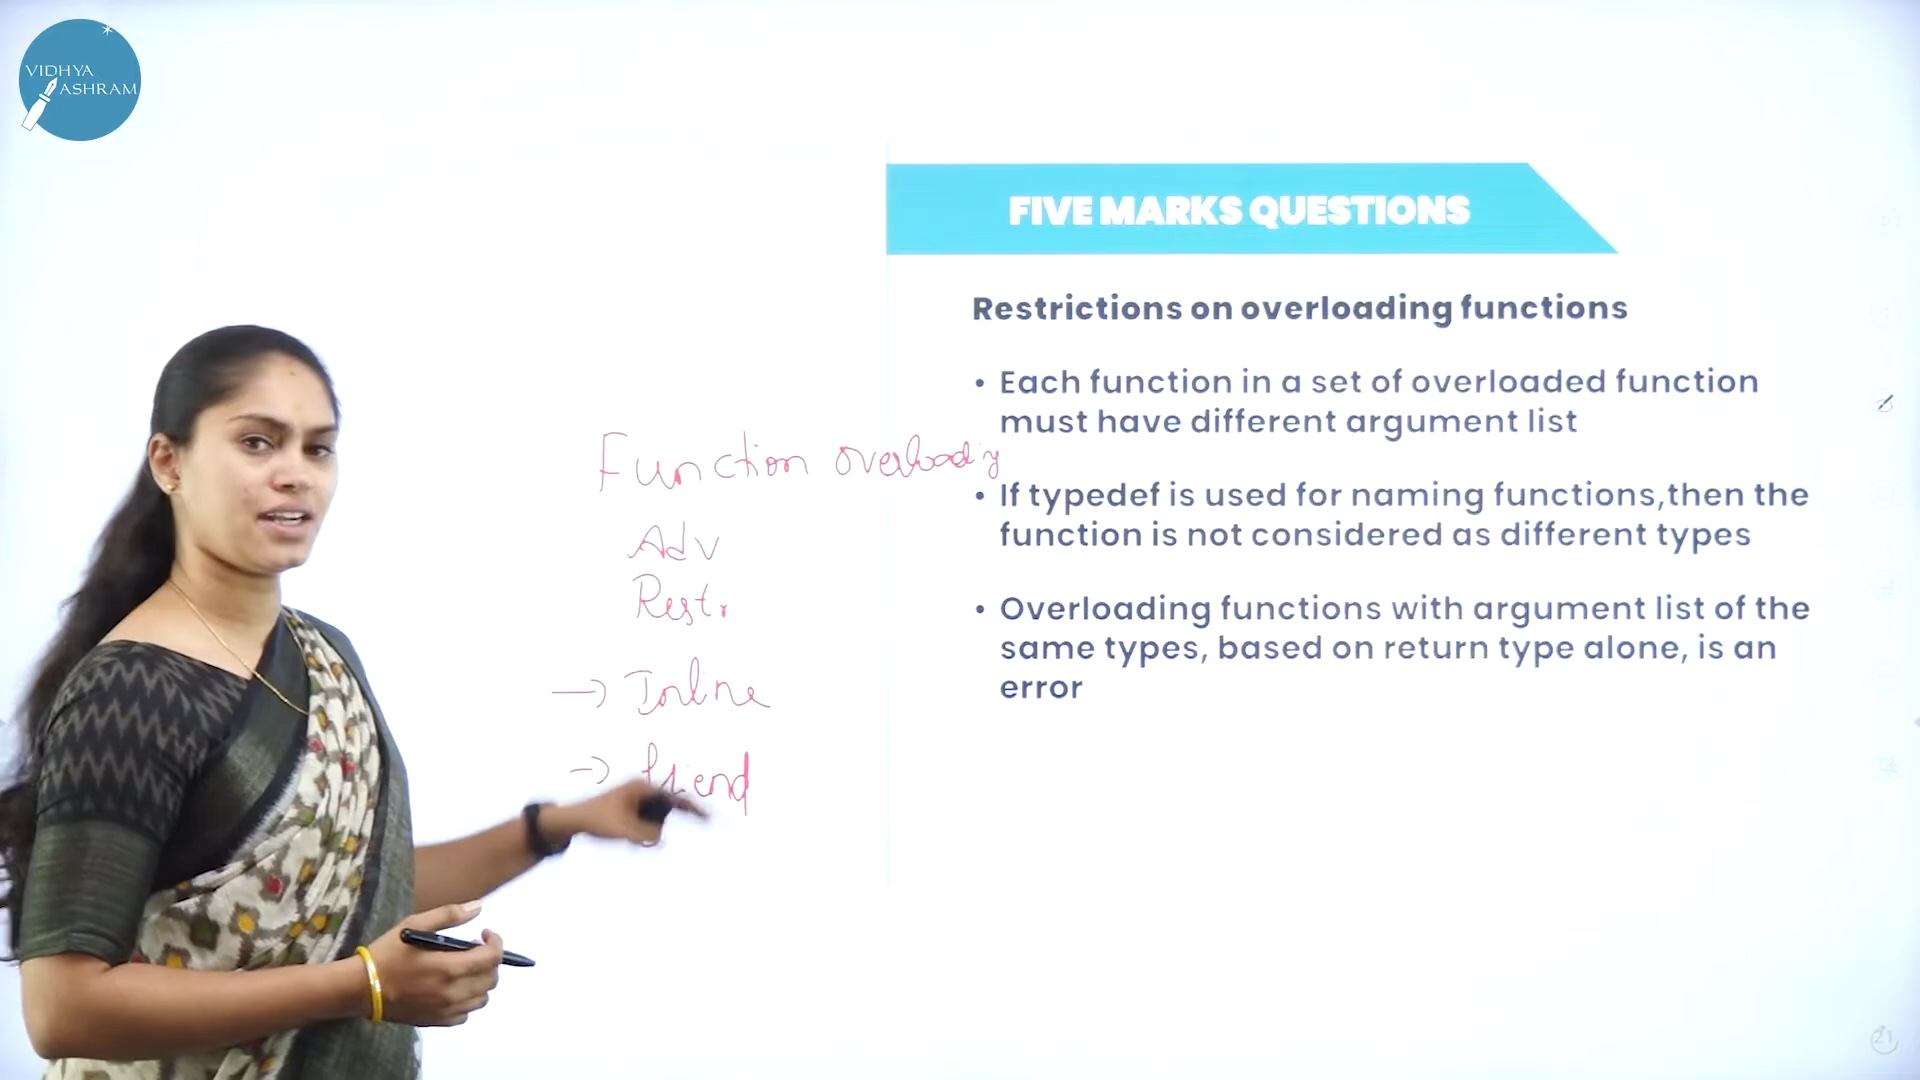 VIDHYA
ASHRAM
FIVE MARKS QUESTIONS
Restrictions on overloading functions
• Each function in a set of overloaded function
must have different argument list
• If typedef is used for naming functions,then the
function is not considered as different types
• Overloading functions with argument list of the
same types, based on return type alone, is an
error
Function overloading
Adv
Restr
→ Inline
→ friend
21